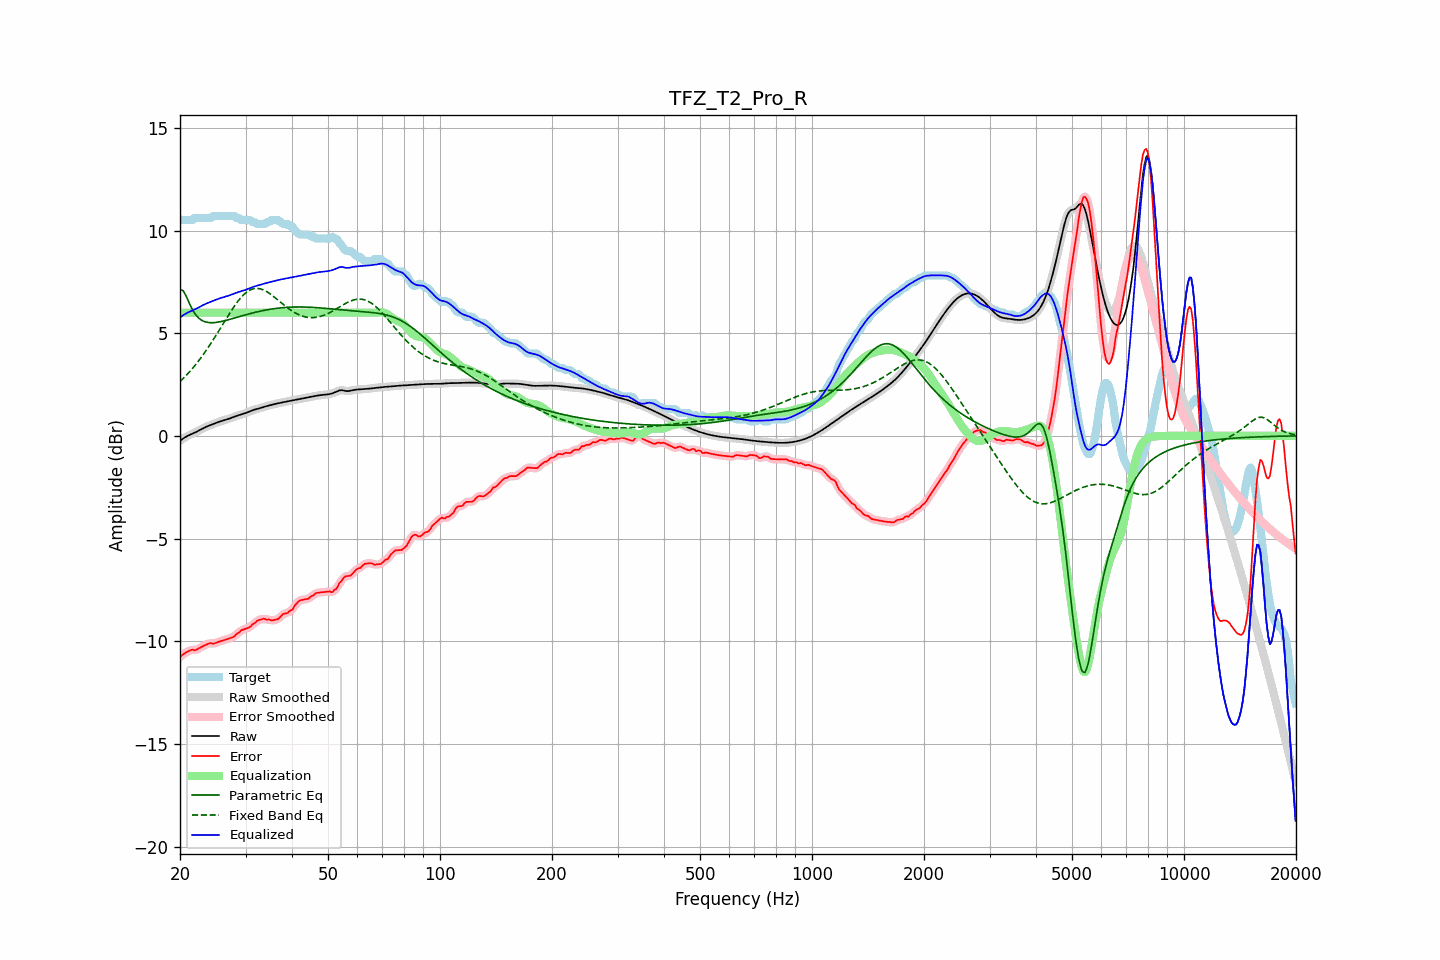 TFZ_T2_Pro_R
15
10
5
0
−5
−10
−15
−20
Amplitude (dBr)
Target
Raw Smoothed
Error Smoothed
Raw
Error
Equalization
Parametric Eq
Fixed Band Eq
Equalized
20
50
100
200
500
1000
2000
5000
10000
20000
Frequency (Hz)